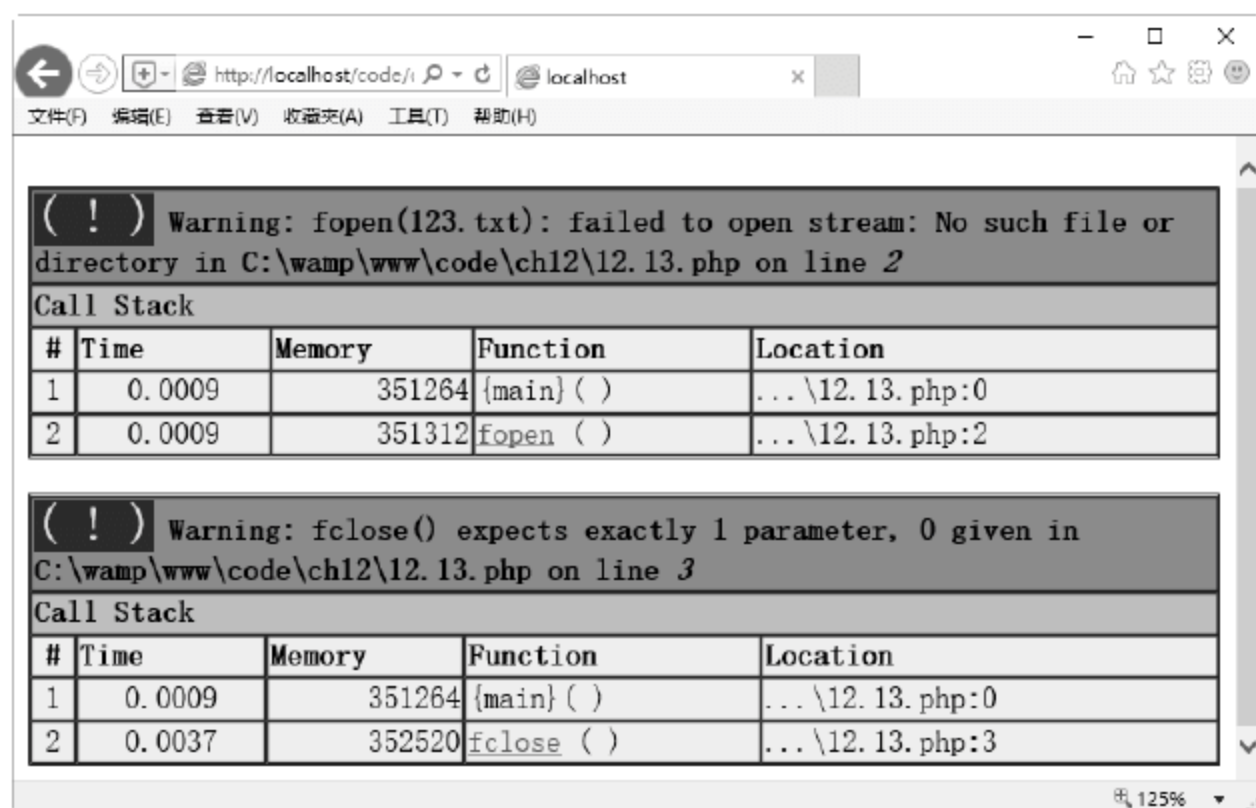 http://localhost/code/ localhost
文件(F) 编辑(E) 查看(V) 收藏夹(A) 工具(T) 帮助(H)
( ! ) Warning: fopen(123.txt): failed to open stream: No such file or
directory in C:\wamp\www\code\ch12\12.13.php on line 2
Call Stack
# Time Memory Function Location
1 0.0009 351264 {main}( ) ...\12.13.php:0
2 0.0009 351312 fopen ( ) ...\12.13.php:2
( ! ) Warning: fclose() expects exactly 1 parameter, 0 given in
C:\wamp\www\code\ch12\12.13.php on line 3
Call Stack
# Time Memory Function Location
1 0.0009 351264 {main}( ) ...\12.13.php:0
2 0.0037 352520 fclose ( ) ...\12.13.php:3
125%